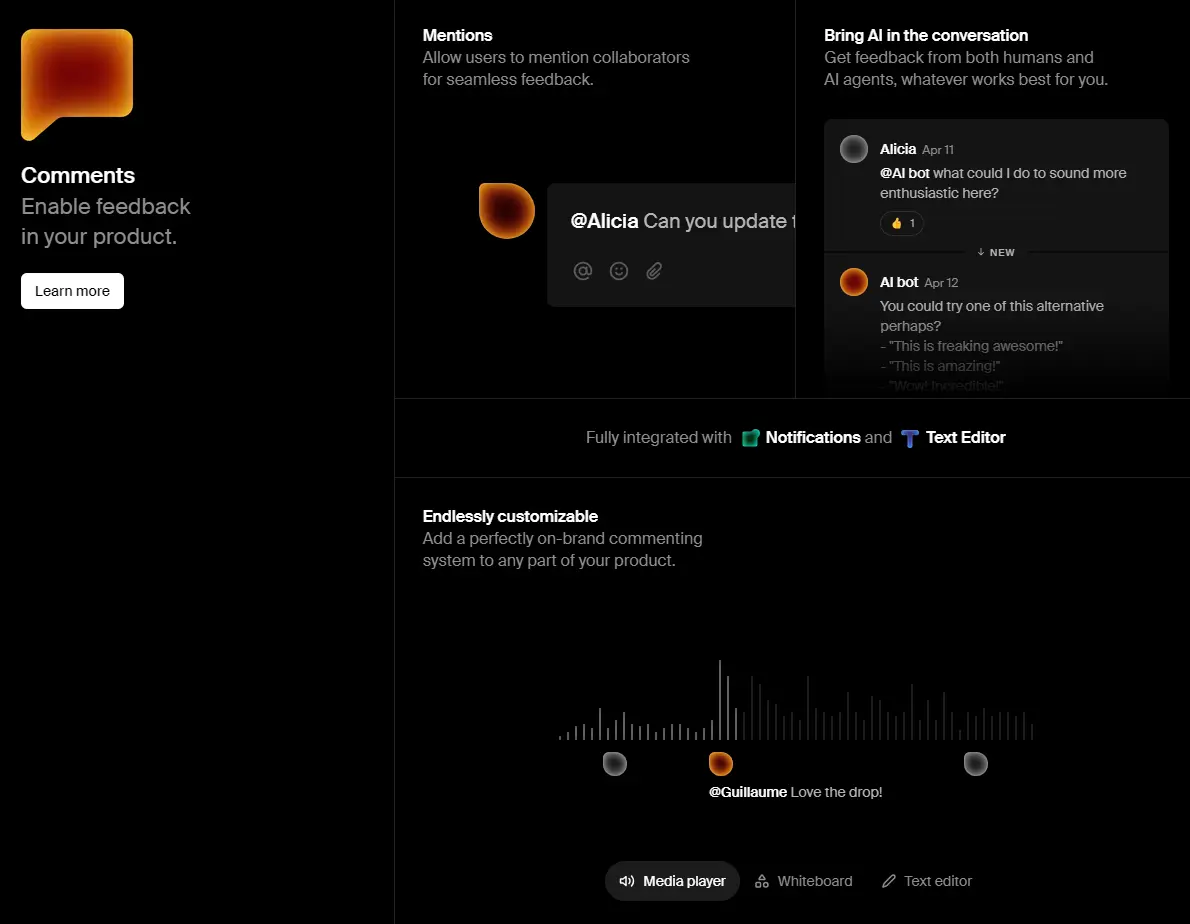 Comments
Enable feedback
in your product.
Learn more
Mentions
Allow users to mention collaborators
for seamless feedback.
@Alicia Can you update
Bring AI in the conversation
Get feedback from both humans and
AI agents, whatever works best for you.
Alicia Apr 11
@AI bot what could I do to sound more
enthusiastic here?
👍 1
↓ NEW
AI bot Apr 12
You could try one of this alternative
perhaps?
- "This is freaking awesome!"
- "This is amazing!"
- "Wow! Incredible!"
Fully integrated with Notifications and Text Editor
Endlessly customizable
Add a perfectly on-brand commenting
system to any part of your product.
@Guillaume Love the drop!
Media player
Whiteboard
Text editor